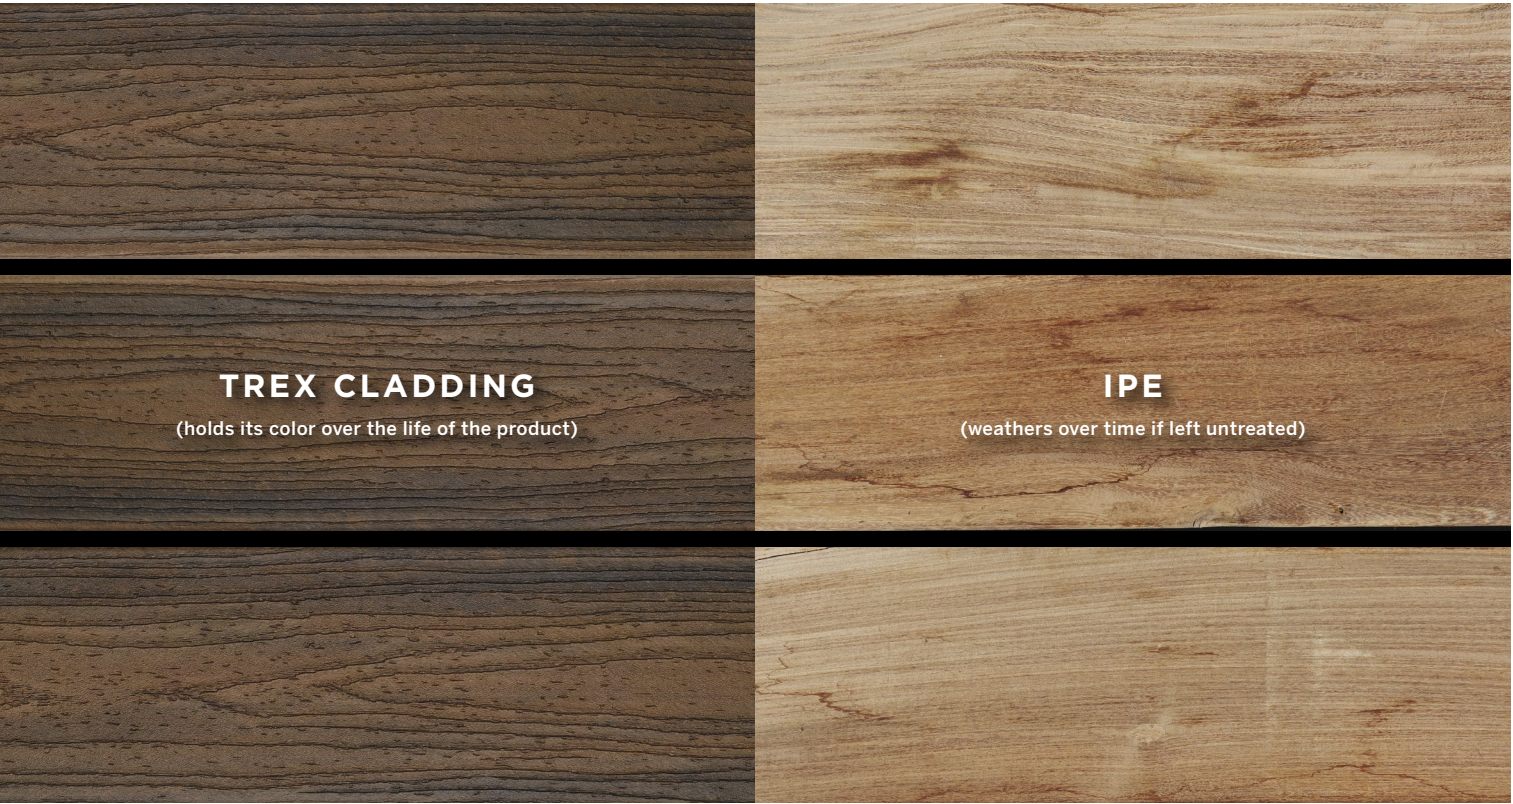 TREX CLADDING
(holds its color over the life of the product)
IPE
(weathers over time if left untreated)